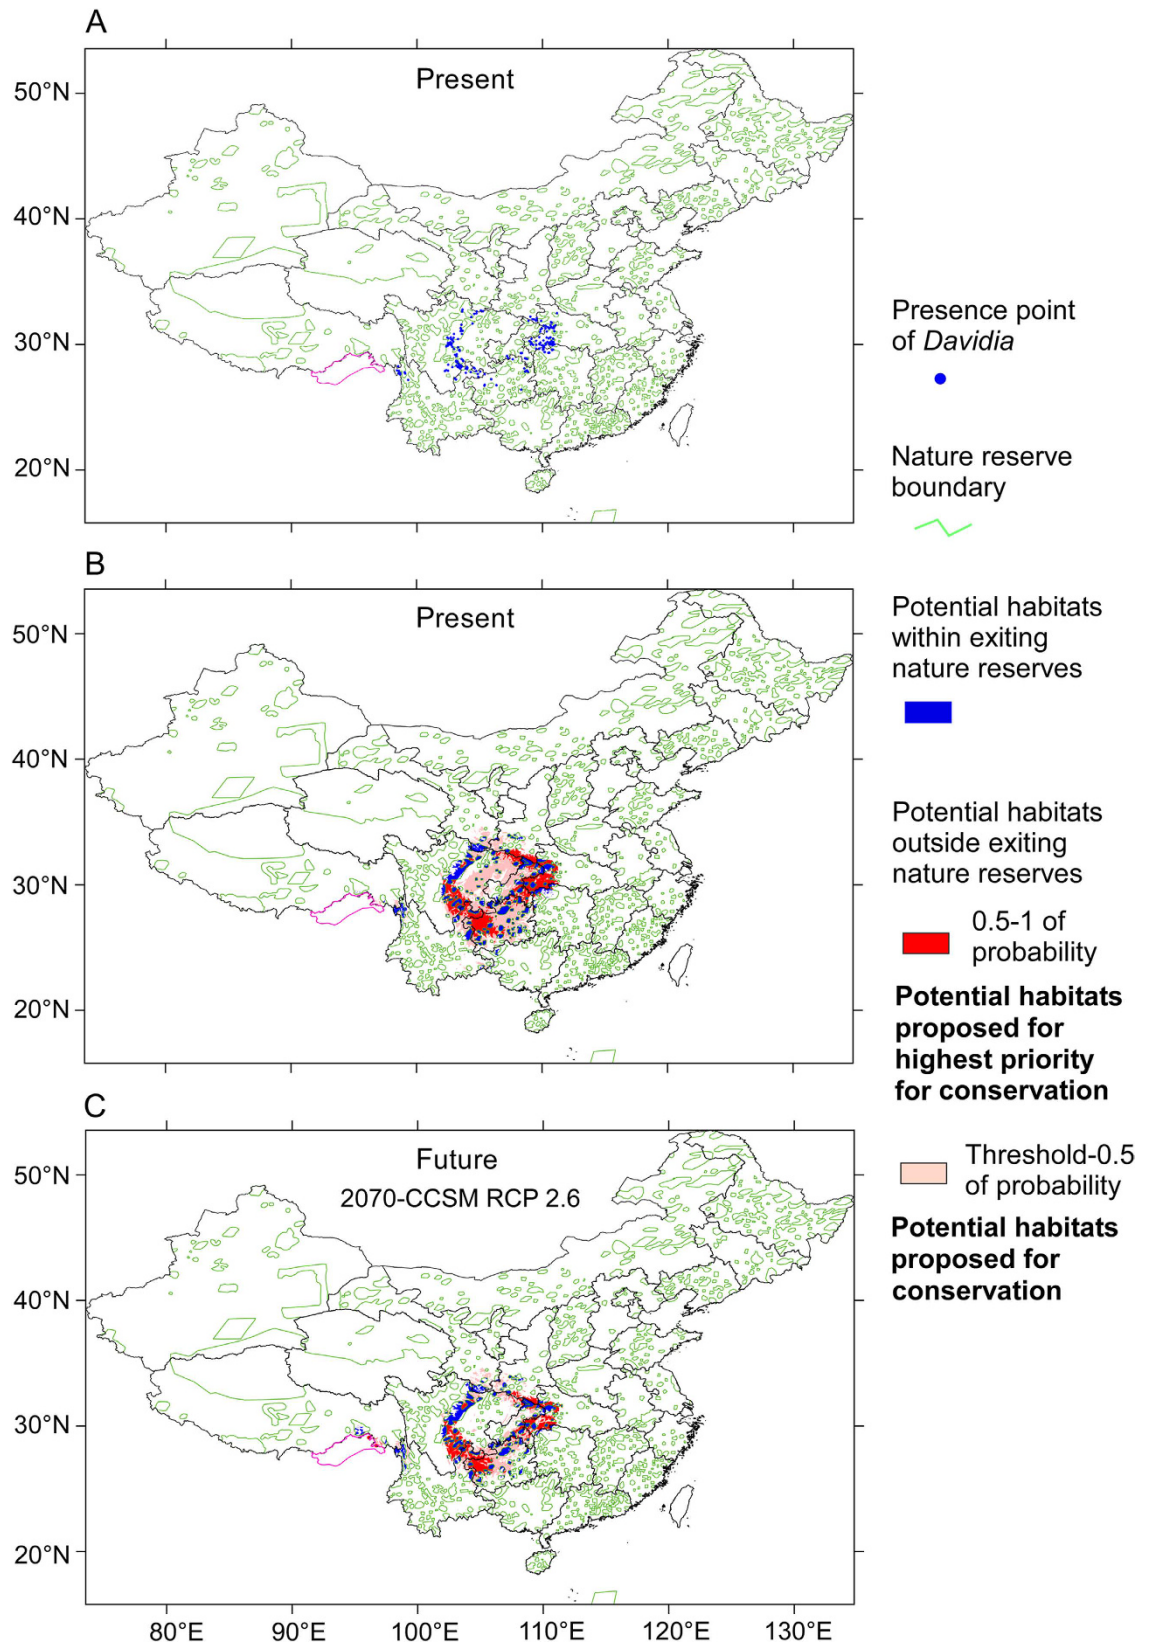 A
Present
50°N
40°N
30°N
20°N
Presence point
of Davidia
Nature reserve
boundary
B
Present
50°N
40°N
30°N
20°N
Potential habitats
within exiting
nature reserves
Potential habitats
outside exiting
nature reserves
0.5-1 of
probability
Potential habitats
proposed for
highest priority
for conservation
C
Future
2070-CCSM RCP 2.6
50°N
40°N
30°N
20°N
Threshold-0.5
of probability
Potential habitats
proposed for
conservation
80°E 90°E 100°E 110°E 120°E 130°E